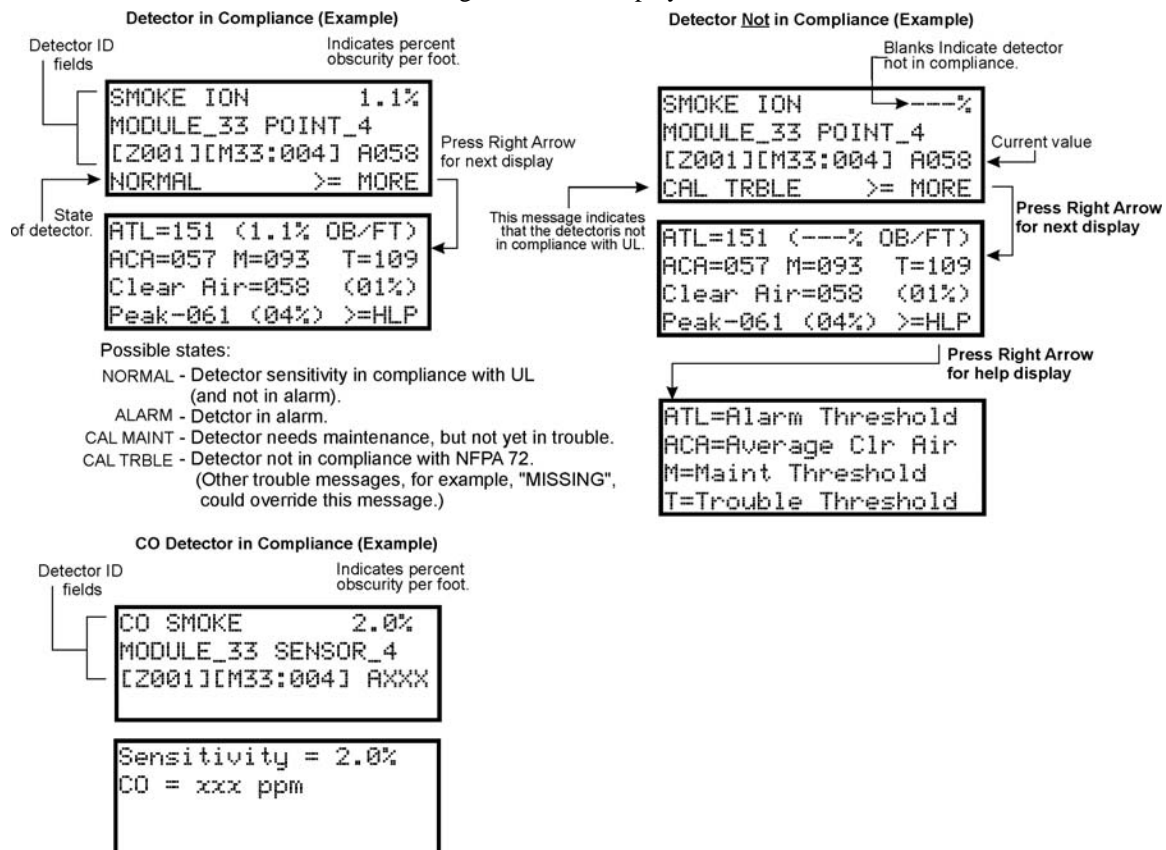 Detector in Compliance (Example)
Detector ID
fields
Indicates percent
obscurity per foot.
SMOKE ION 1.1%
MODULE_33 POINT_4
[Z001][M33:004] A058
NORMAL >= MORE
Press Right Arrow
for next display
State
of detector.
ATL=151 (1.1% OB/FT)
ACA=057 M=093 T=109
Clear Air=058 (01%)
Peak-061 (04%) >=HLP
Possible states:
NORMAL - Detector sensitivity in compliance with UL
(and not in alarm).
ALARM - Detctor in alarm.
CAL MAINT - Detector needs maintenance, but not yet in trouble.
CAL TRBLE - Detector not in compliance with NFPA 72.
(Other trouble messages, for example, "MISSING",
could override this message.)
Detector Not in Compliance (Example)
Blanks Indicate detector
not in compliance.
SMOKE ION ---%
MODULE_33 POINT_4
[Z001][M33:004] A058
CAL TRBLE >= MORE
Current value
This message indicates
that the detectoris not
in compliance with UL.
Press Right Arrow
for next display
ATL=151 (---% OB/FT)
ACA=057 M=093 T=109
Clear Air=058 (01%)
Peak-061 (04%) >=HLP
Press Right Arrow
for help display
ATL=Alarm Threshold
ACA=Average Clr Air
M=Maint Threshold
T=Trouble Threshold
CO Detector in Compliance (Example)
Detector ID
fields
Indicates percent
obscurity per foot.
CO SMOKE 2.0%
MODULE_33 SENSOR_4
[Z001][M33:004] AXXX
Sensitivity = 2.0%
CO = xxx ppm